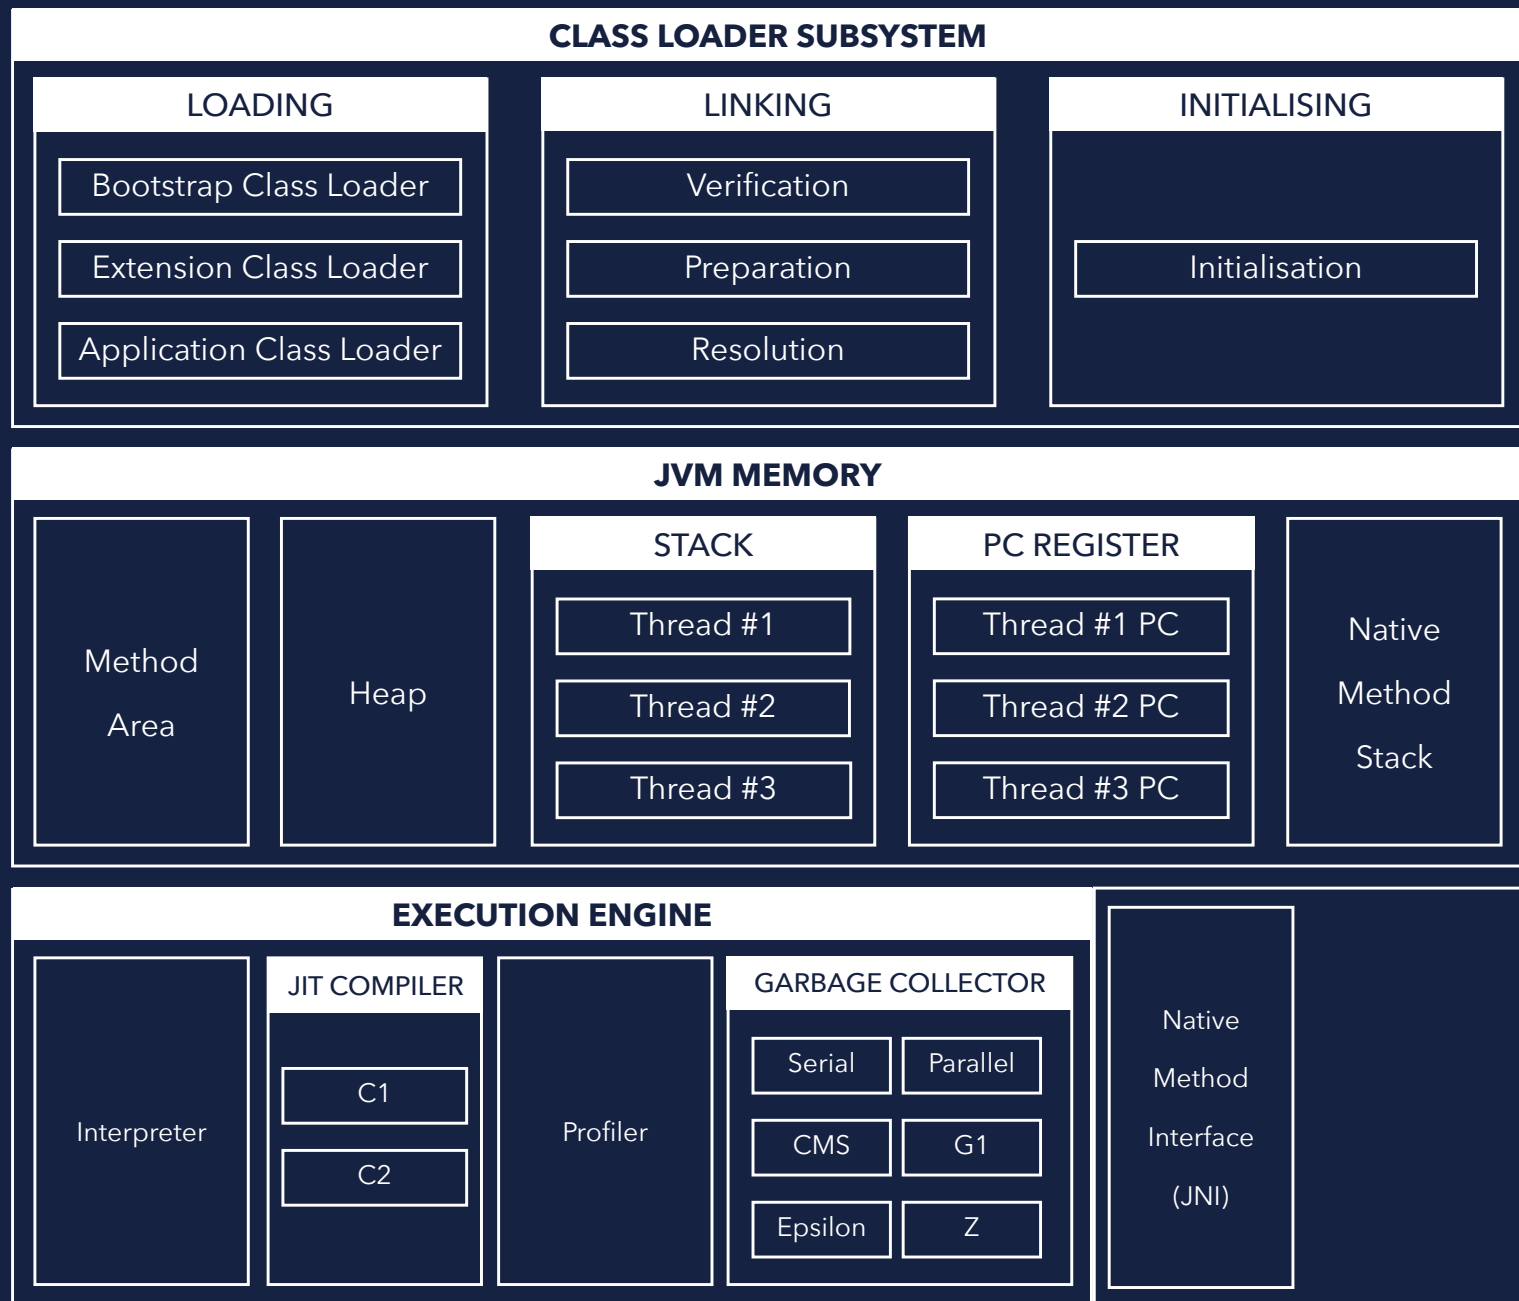 CLASS LOADER SUBSYSTEM
LOADING
Bootstrap Class Loader
Extension Class Loader
Application Class Loader
LINKING
Verification
Preparation
Resolution
INITIALISING
Initialisation
JVM MEMORY
Method
Area
Heap
STACK
Thread #1
Thread #2
Thread #3
PC REGISTER
Thread #1 PC
Thread #2 PC
Thread #3 PC
Native
Method
Stack
EXECUTION ENGINE
Interpreter
JIT COMPILER
C1
C2
Profiler
GARBAGE COLLECTOR
Serial
Parallel
CMS
G1
Epsilon
Z
Native
Method
Interface
(JNI)